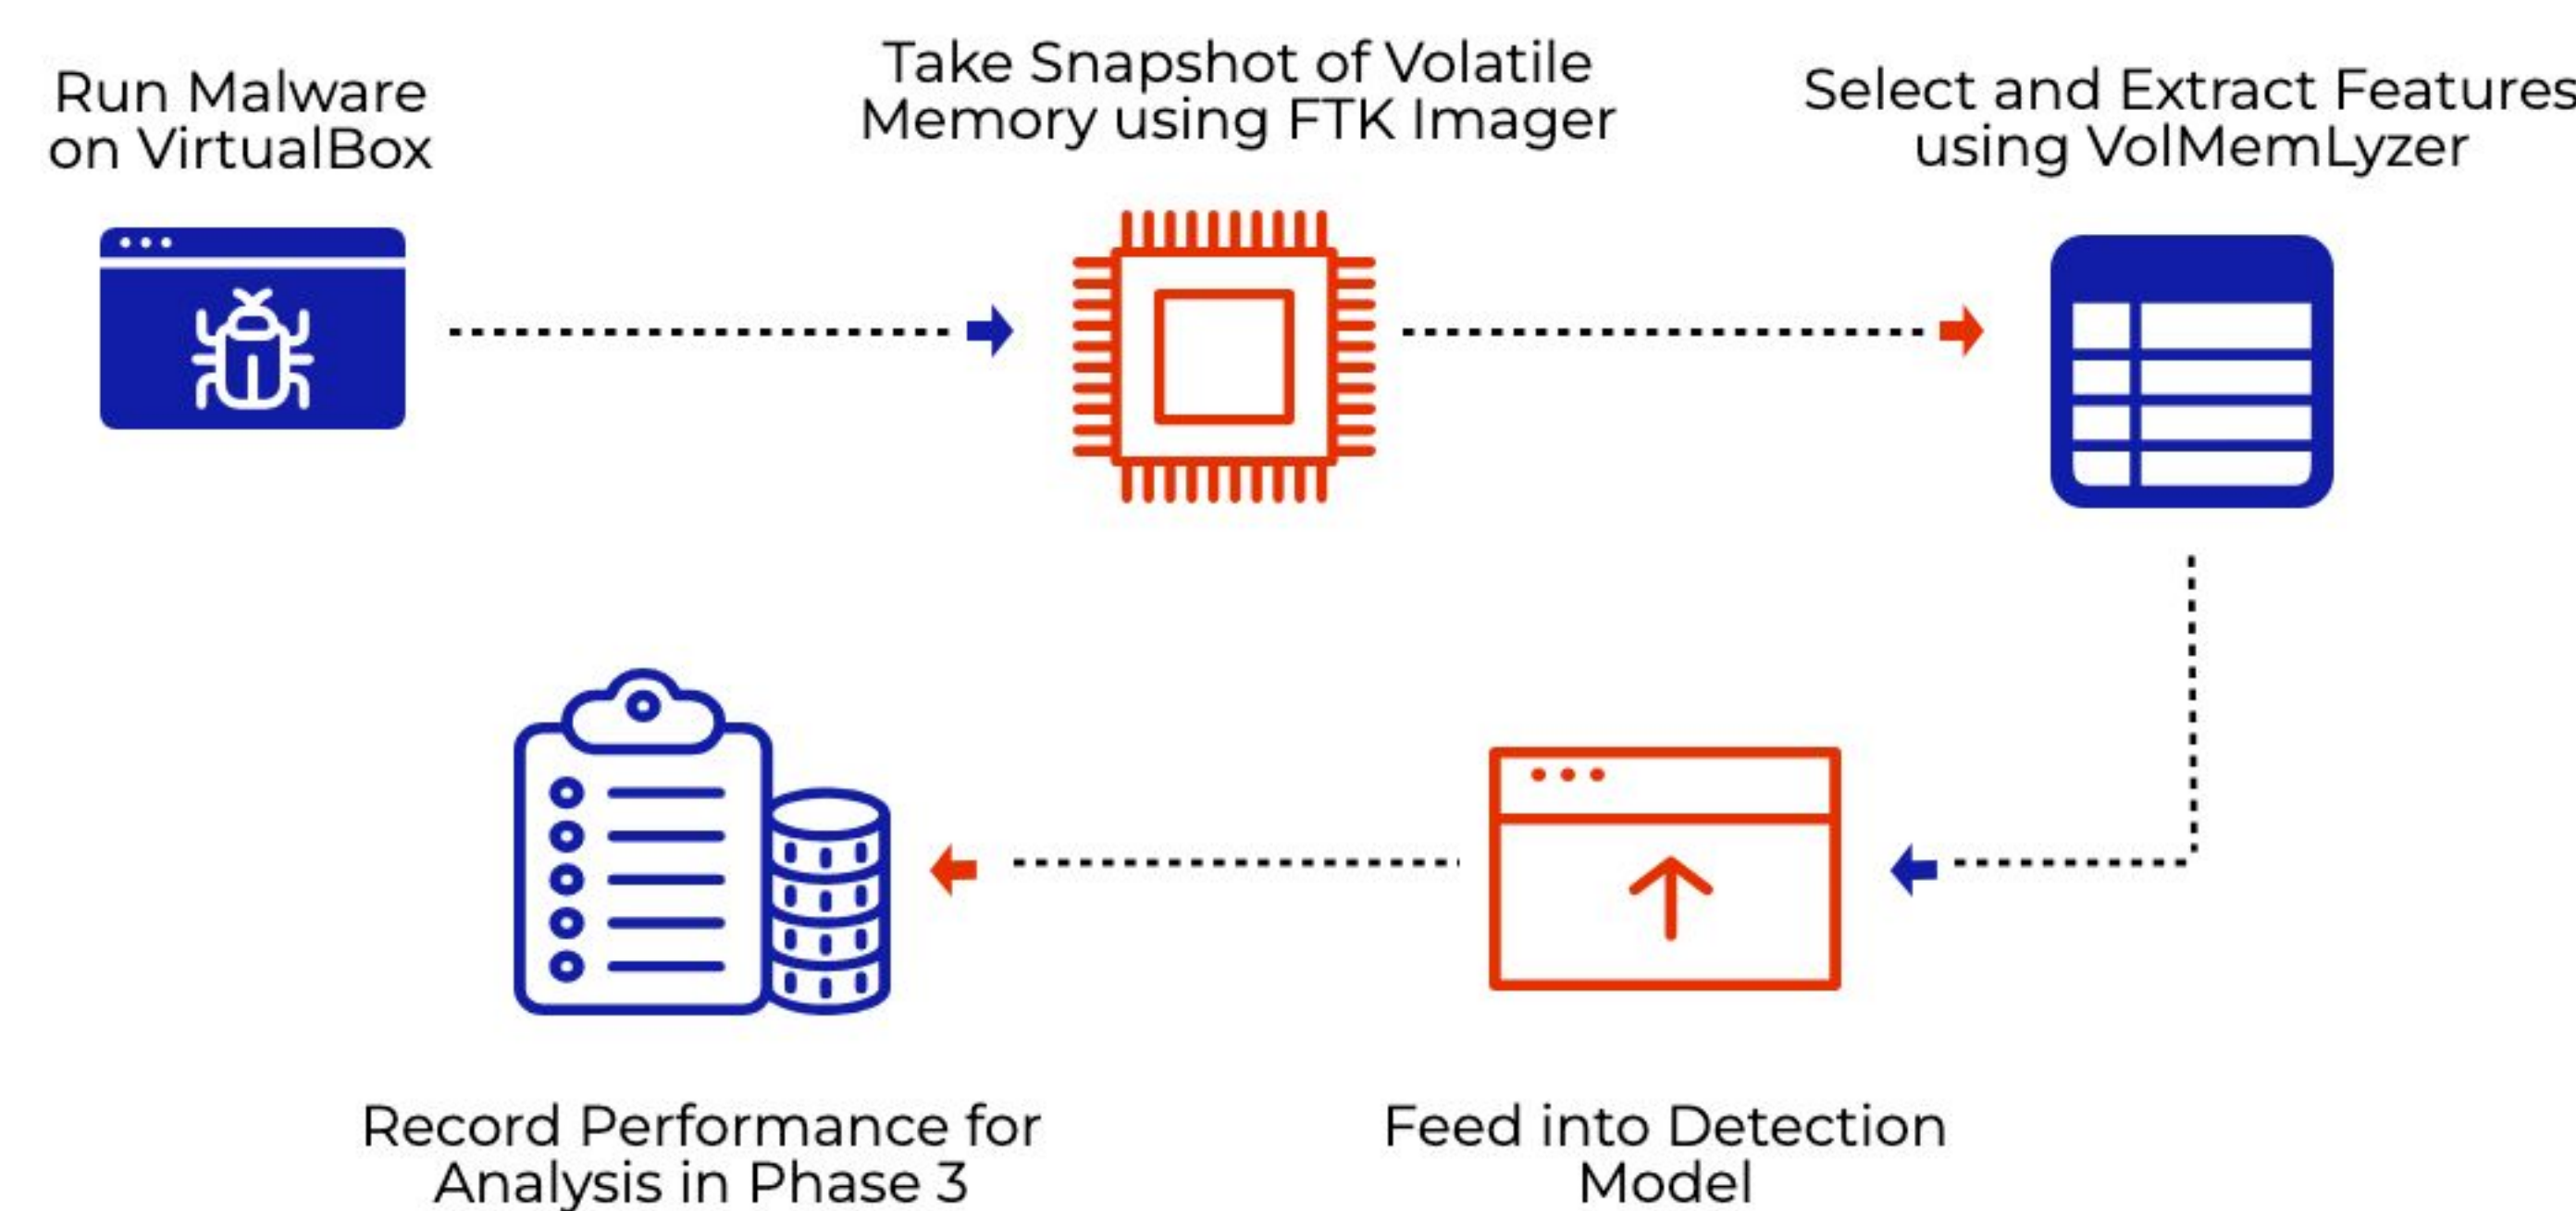 Run Malware
on VirtualBox
Take Snapshot of Volatile
Memory using FTK Imager
Select and Extract Features
using VolMemLyzer
Record Performance for
Analysis in Phase 3
Feed into Detection
Model